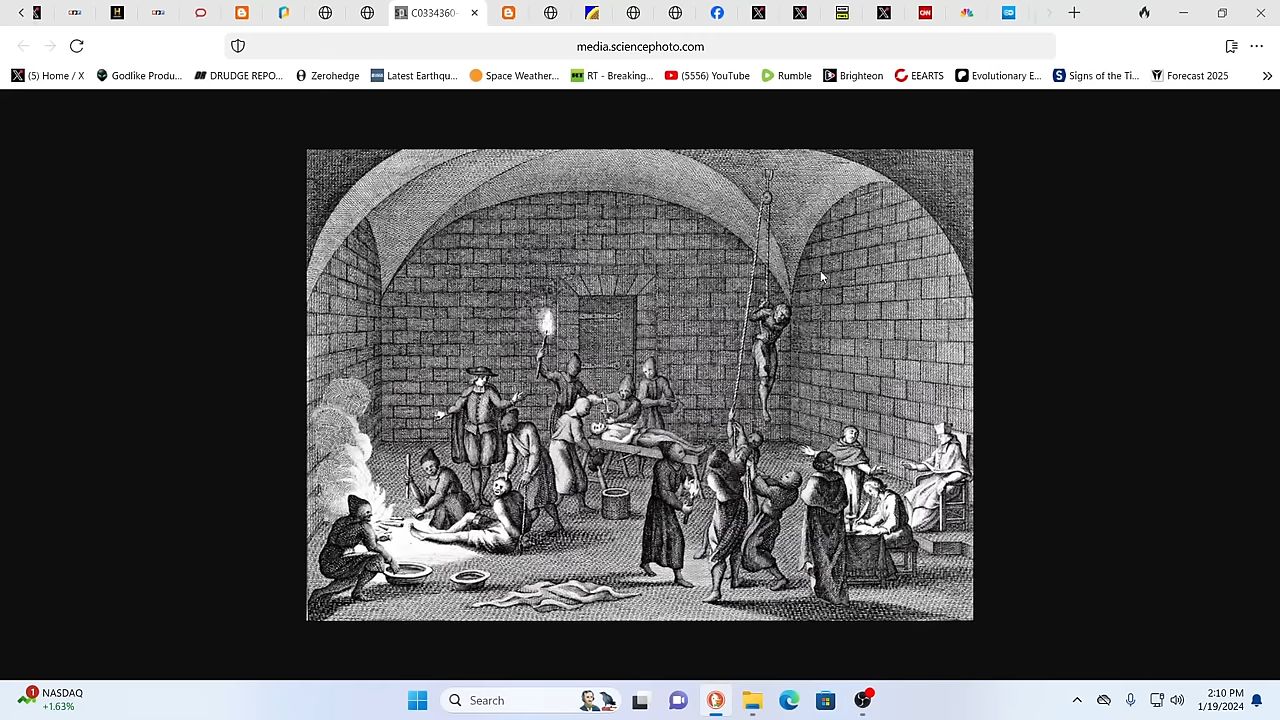 C0334360-
media.sciencephoto.com
(5) Home / X
Godlike Produ...
DRUDGE REPO...
Zerohedge
Latest Earthqu...
Space Weather...
RT - Breaking...
(5556) YouTube
Rumble
Brighteon
EEARTS
Evolutionary E...
Signs of the Ti...
Forecast 2025
1
NASDAQ
+1.63%
Search
2:10 PM
1/19/2024